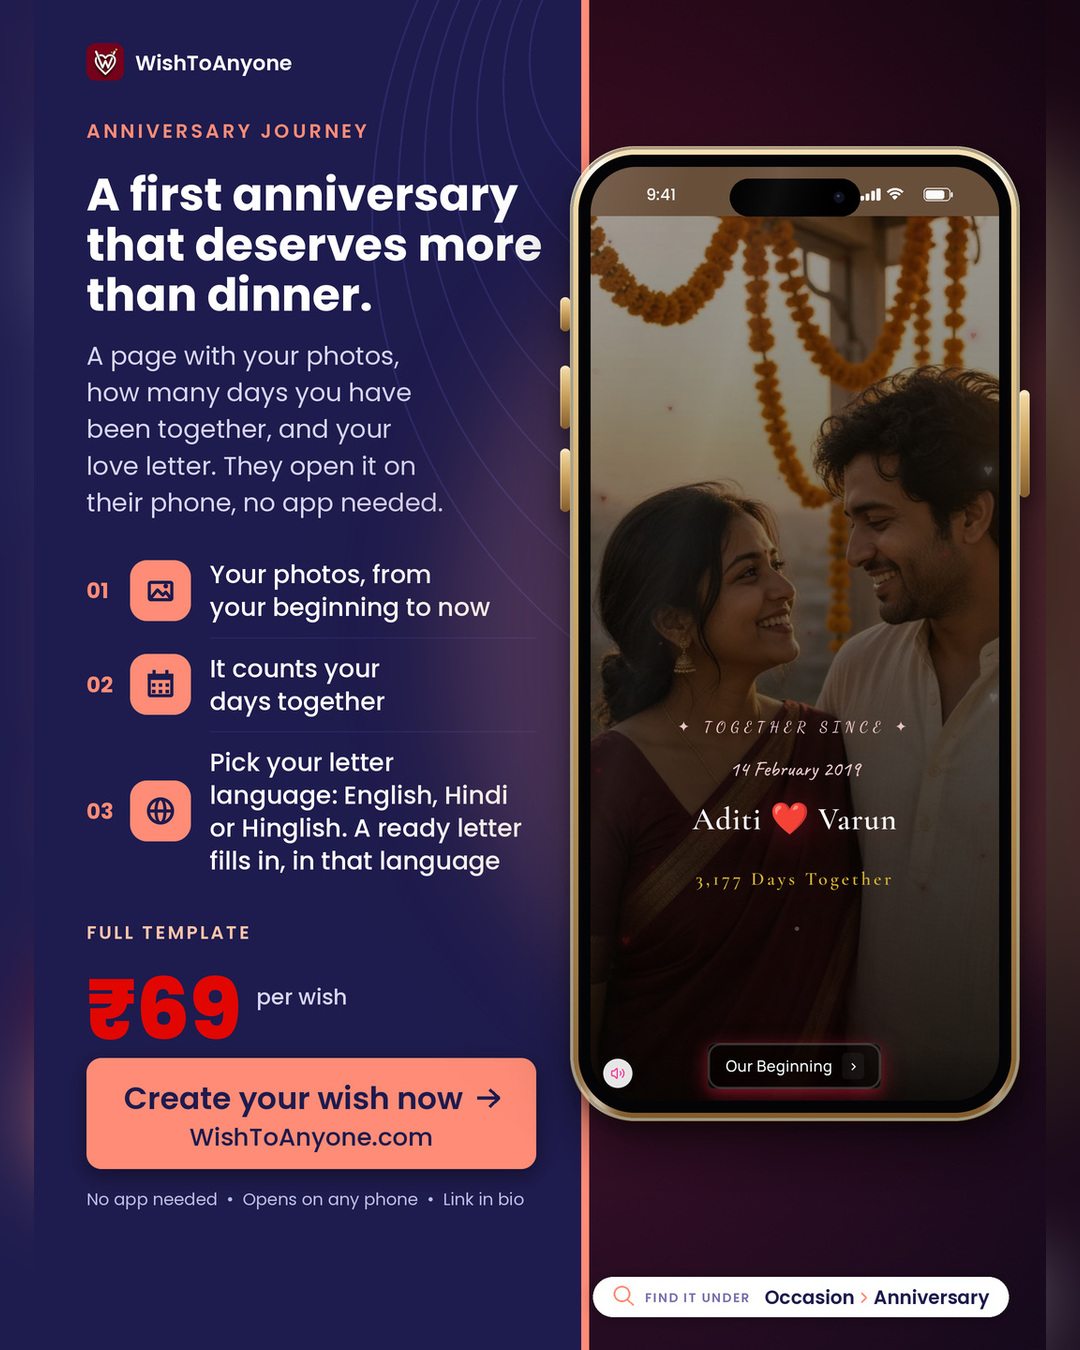 WishToAnyone
ANNIVERSARY JOURNEY
A first anniversary
that deserves more
than dinner.
A page with your photos,
how many days you have
been together, and your
love letter. They open it on
their phone, no app needed.
01
Your photos, from
your beginning to now
02
It counts your
days together
03
Pick your letter
language: English, Hindi
or Hinglish. A ready letter
fills in, in that language
FULL TEMPLATE
₹69 per wish
Create your wish now →
WishToAnyone.com
No app needed • Opens on any phone • Link in bio
9:41
✦ TOGETHER SINCE ✦
14 February 2019
Aditi ❤️ Varun
3,177 Days Together
Our Beginning ›
FIND IT UNDER Occasion › Anniversary